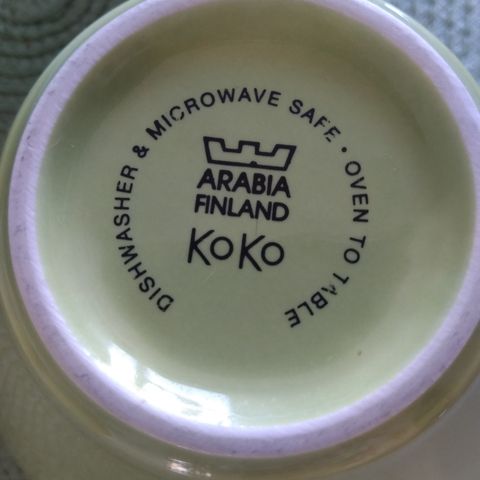 DISHWASHER & MICROWAVE SAFE • OVEN TO TABLE
ARABIA
FINLAND
KoKo